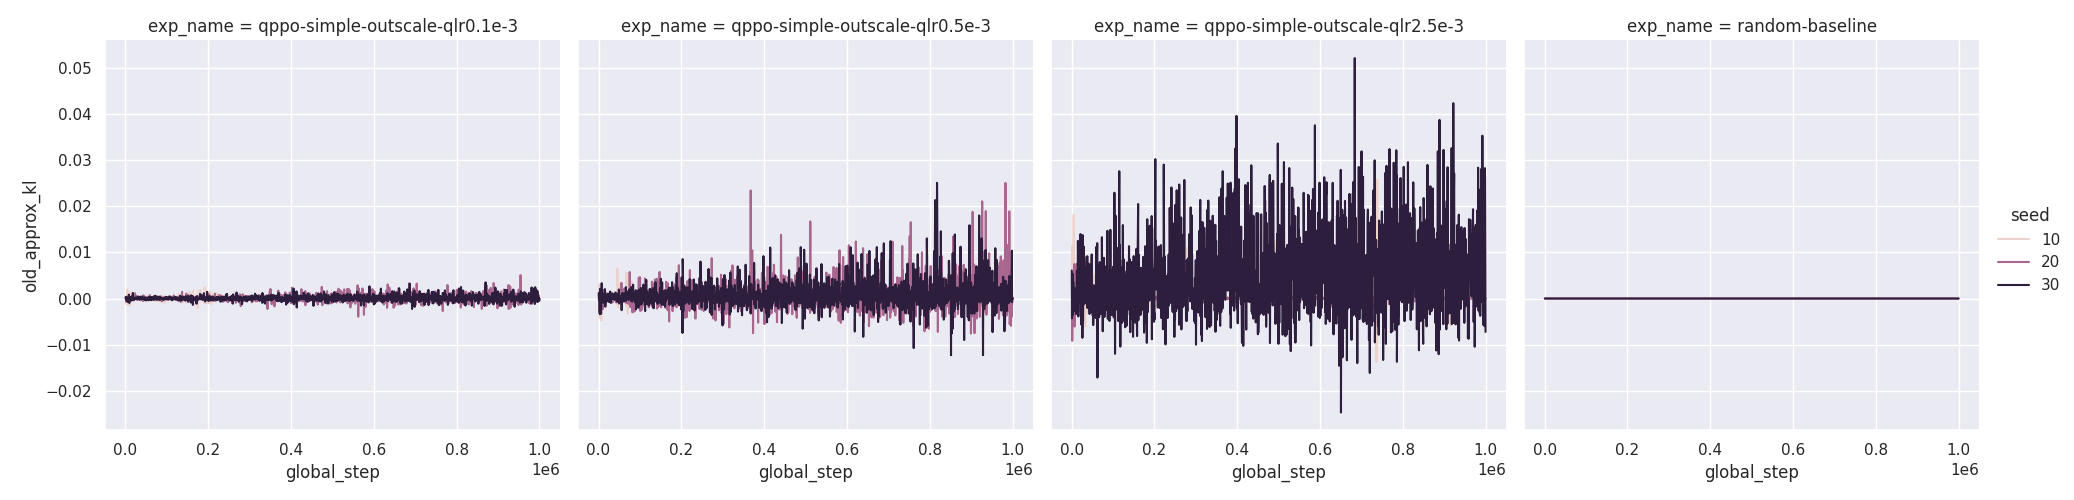 exp_name = qppo-simple-outscale-qlr0.1e-3
exp_name = qppo-simple-outscale-qlr0.5e-3
exp_name = qppo-simple-outscale-qlr2.5e-3
exp_name = random-baseline
old_approx_kl
0.05
0.04
0.03
0.02
0.01
0.00
−0.01
−0.02
0.0 0.2 0.4 0.6 0.8 1.0
1e6
global_step
0.0 0.2 0.4 0.6 0.8 1.0
1e6
global_step
0.0 0.2 0.4 0.6 0.8 1.0
1e6
global_step
0.0 0.2 0.4 0.6 0.8 1.0
1e6
global_step
seed
10
20
30